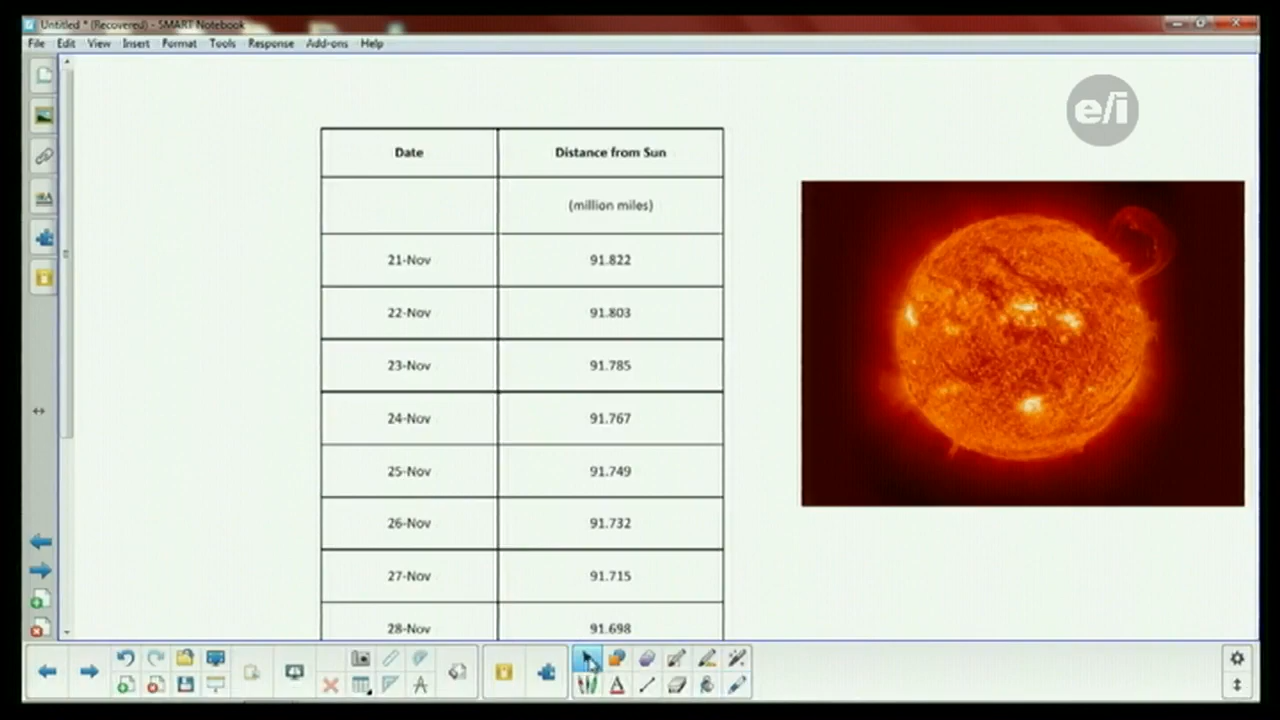 Untitled * (Recovered) - SMART Notebook
File Edit View Insert Format Tools Response Add-ons Help
e/i
Date Distance from Sun
(million miles)
21-Nov 91.822
22-Nov 91.803
23-Nov 91.785
24-Nov 91.767
25-Nov 91.749
26-Nov 91.732
27-Nov 91.715
28-Nov 91.698